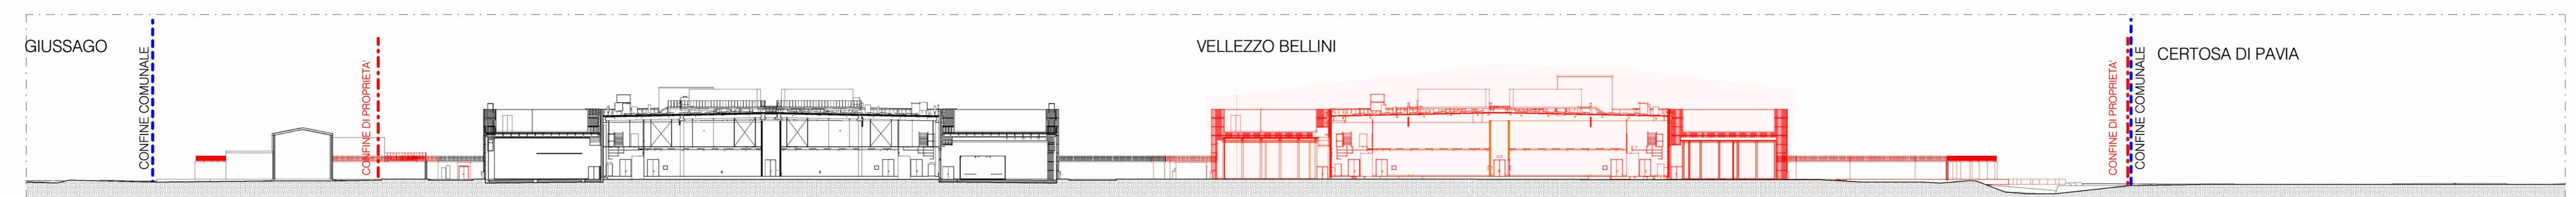 GIUSSAGO
CONFINE COMUNALE
CONFINE DI PROPRIETA'
VELLEZZO BELLINI
CONFINE DI PROPRIETA'
CONFINE COMUNALE
CERTOSA DI PAVIA